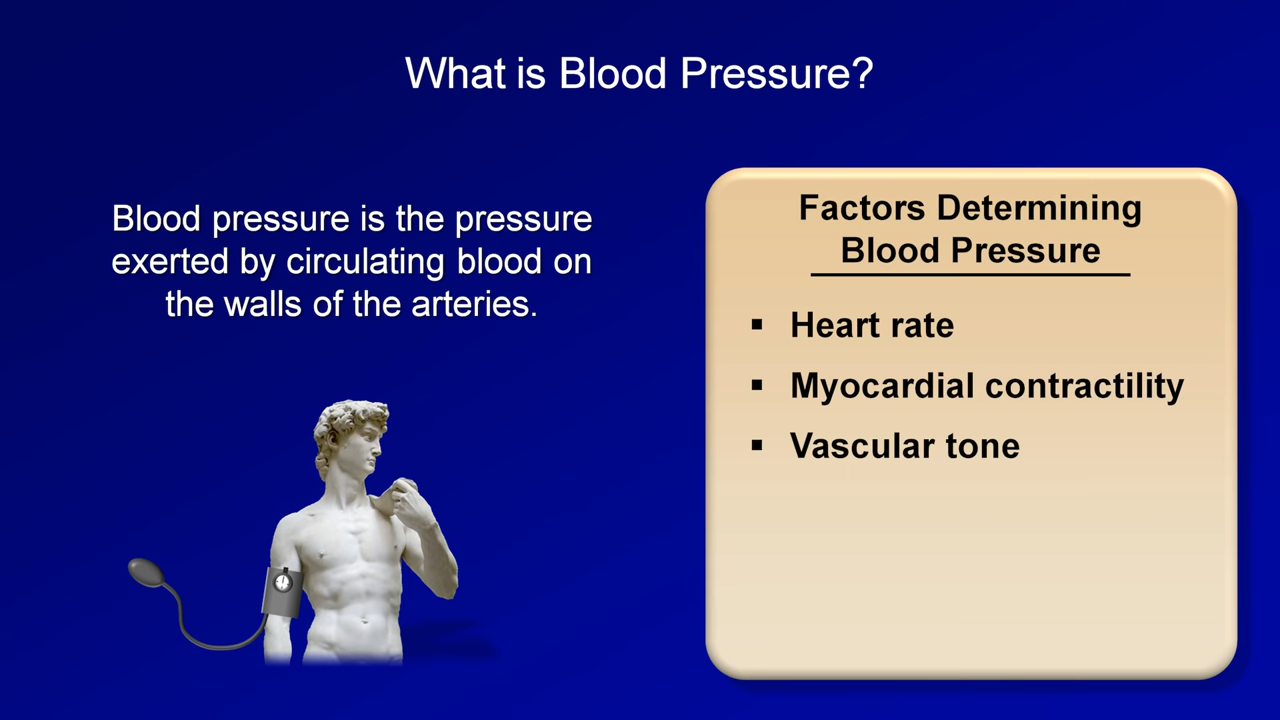 What is Blood Pressure?
Blood pressure is the pressure
exerted by circulating blood on
the walls of the arteries.
Factors Determining
Blood Pressure
▪ Heart rate
▪ Myocardial contractility
▪ Vascular tone